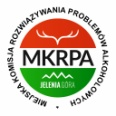 MIEJSKA KOMISJA ROZWIĄZYWANIA PROBLEMÓW ALKOHOLOWYCH
MKRPA
JELENIA GÓRA